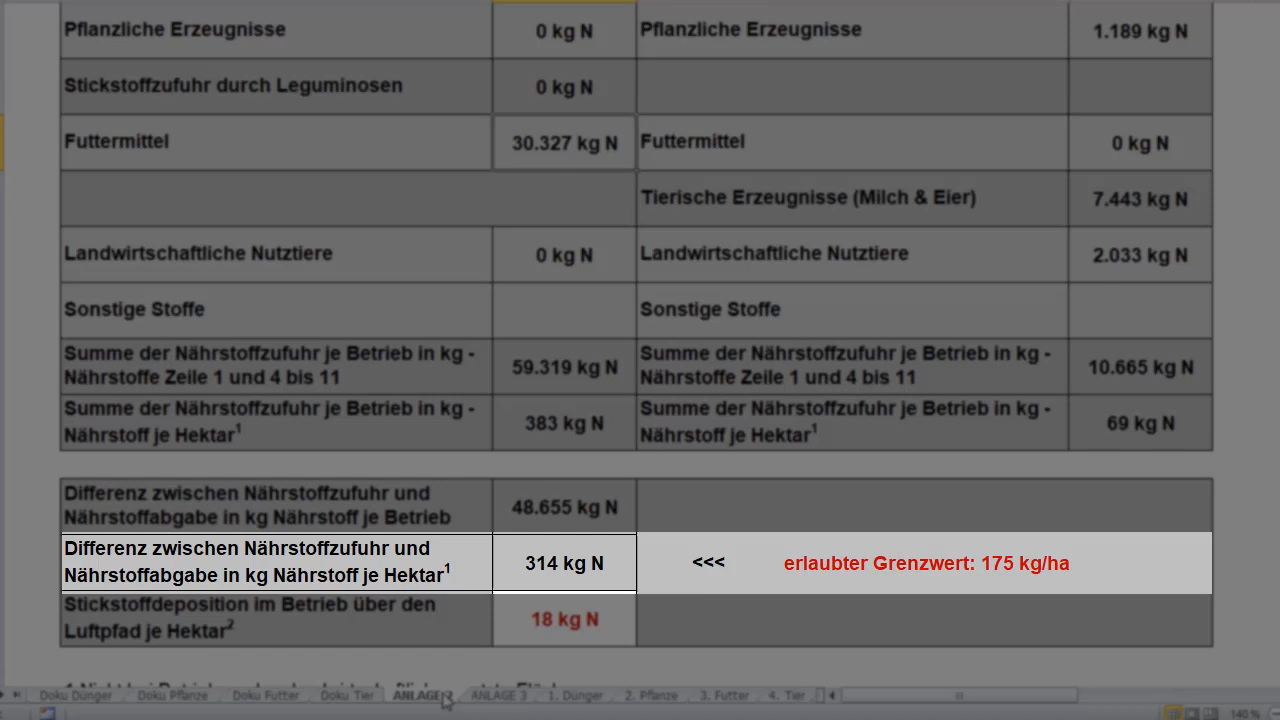 Pflanzliche Erzeugnisse 0 kg N Pflanzliche Erzeugnisse 1.189 kg N
Stickstoffzufuhr durch Leguminosen 0 kg N
Futtermittel 30.327 kg N Futtermittel 0 kg N
Tierische Erzeugnisse (Milch & Eier) 7.443 kg N
Landwirtschaftliche Nutztiere 0 kg N Landwirtschaftliche Nutztiere 2.033 kg N
Sonstige Stoffe Sonstige Stoffe
Summe der Nährstoffzufuhr je Betrieb in kg -
Nährstoffe Zeile 1 und 4 bis 11
59.319 kg N
Summe der Nährstoffzufuhr je Betrieb in kg -
Nährstoffe Zeile 1 und 4 bis 11
10.665 kg N
Summe der Nährstoffzufuhr je Betrieb in kg -
Nährstoff je Hektar1
383 kg N
Summe der Nährstoffzufuhr je Betrieb in kg -
Nährstoff je Hektar1
69 kg N
Differenz zwischen Nährstoffzufuhr und
Nährstoffabgabe in kg Nährstoff je Betrieb
48.655 kg N
Differenz zwischen Nährstoffzufuhr und
Nährstoffabgabe in kg Nährstoff je Hektar1
314 kg N
<<< erlaubter Grenzwert: 175 kg/ha
Stickstoffdeposition im Betrieb über den
Luftpfad je Hektar2
18 kg N
Doku Dünger Doku Pflanze Doku Futter Doku Tier ANLAGE ANLAGE 3 1. Dünger 2. Pflanze 3. Futter 4. Tier
140 %